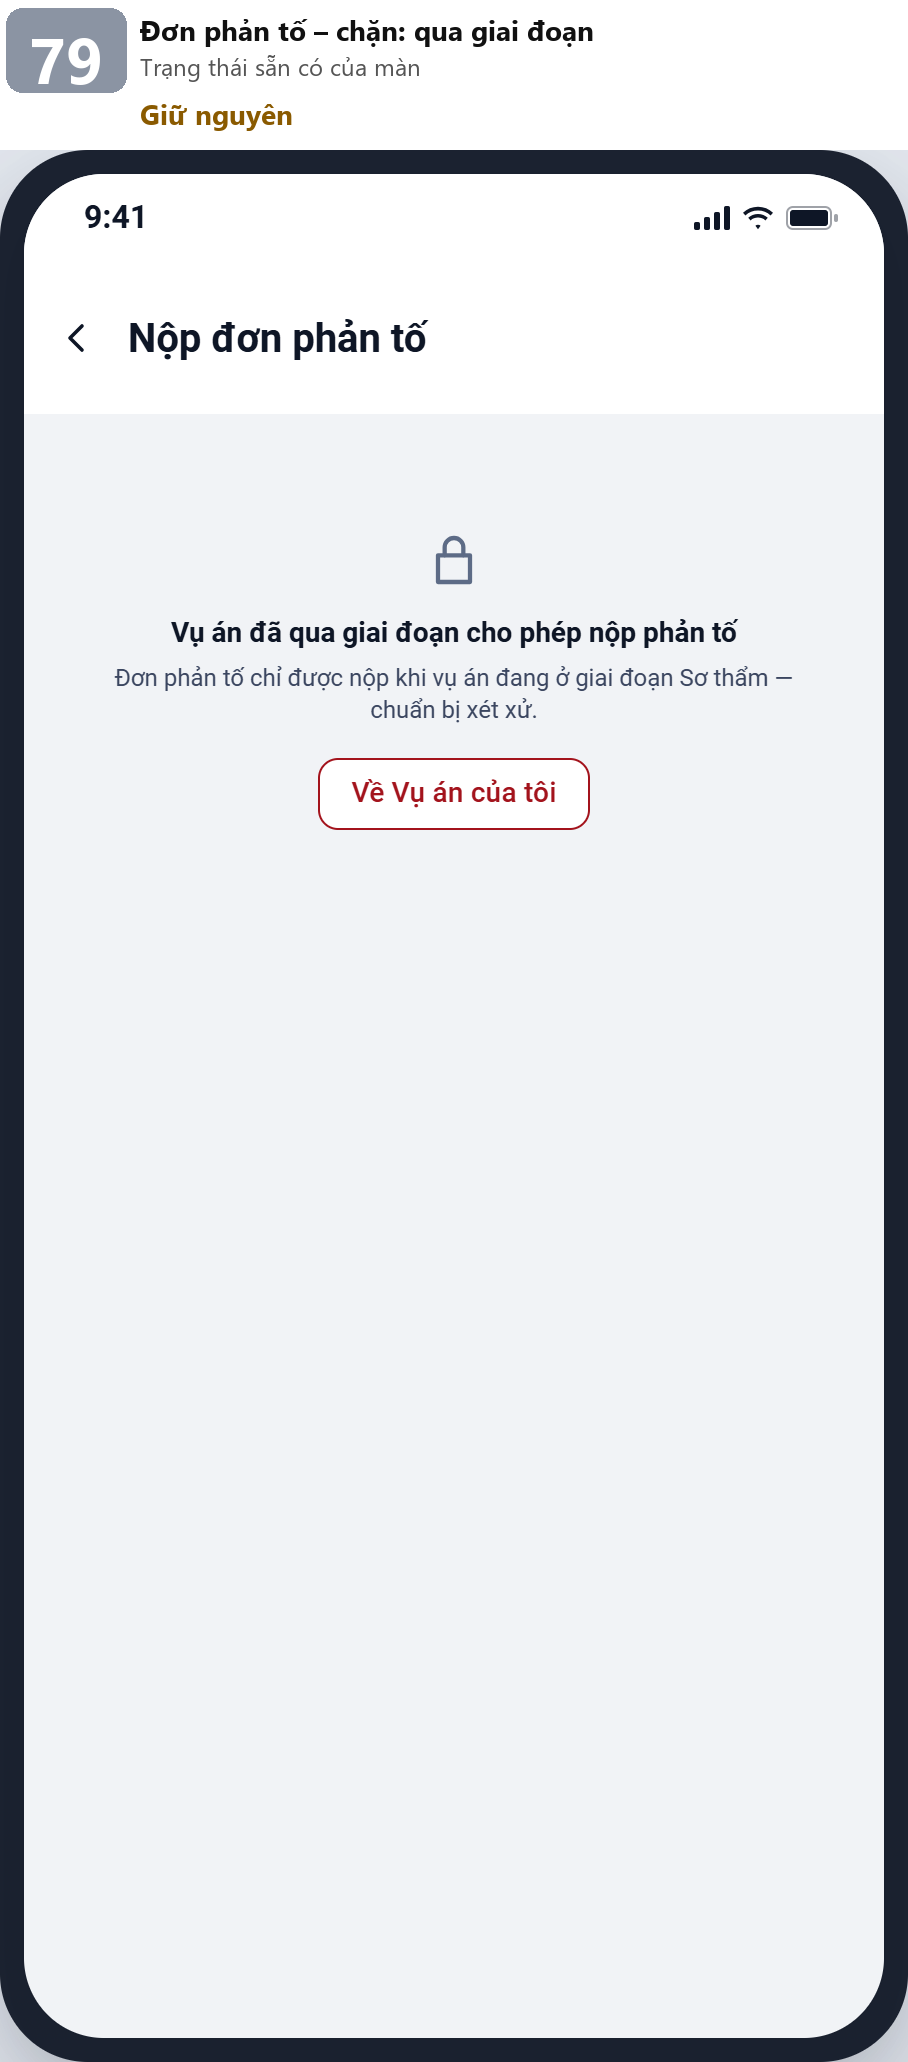 79
Đơn phản tố – chặn: qua giai đoạn
Trạng thái sẵn có của màn
Giữ nguyên
9:41
Nộp đơn phản tố
Vụ án đã qua giai đoạn cho phép nộp phản tố
Đơn phản tố chỉ được nộp khi vụ án đang ở giai đoạn Sơ thẩm —
chuẩn bị xét xử.
Về Vụ án của tôi